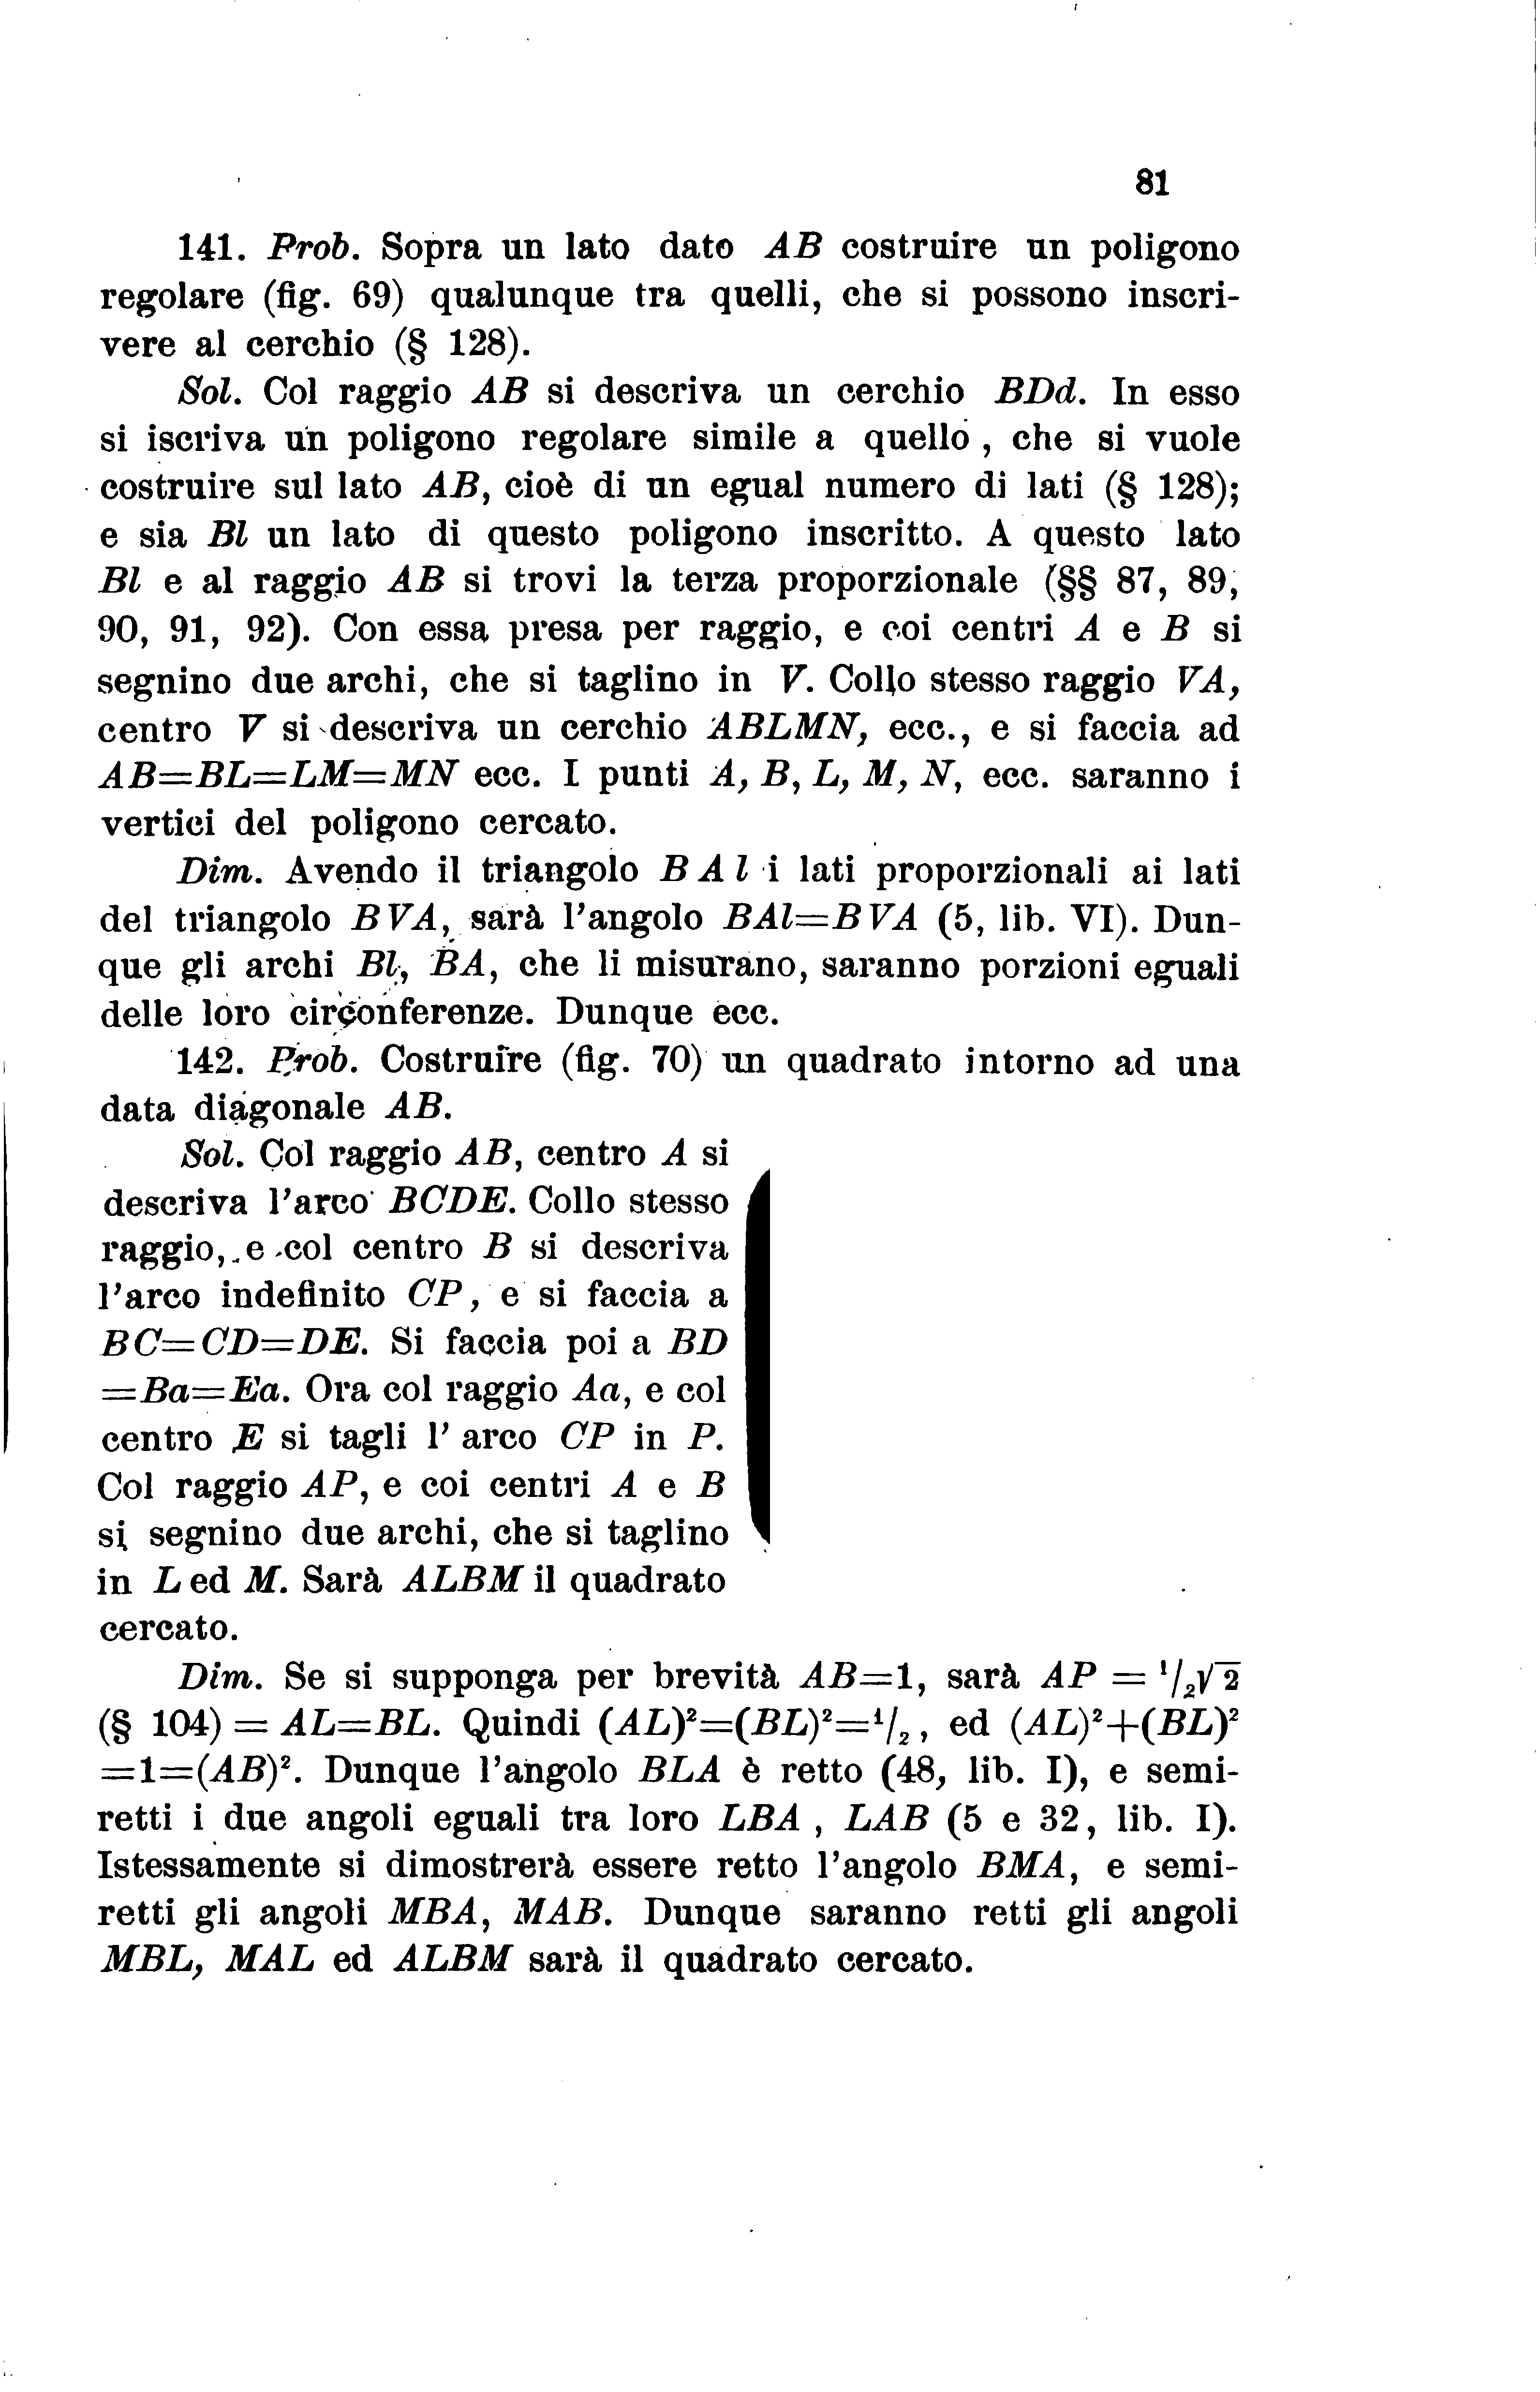 81
141. Prob. Sopra un lato dato AB costruire un poligono
regolare (fig. 69) qualunque tra quelli, che si possono inscri-
vere al cerchio (§ 128).
Sol. Col raggio AB si descriva un cerchio BDd. In esso
si iscriva un poligono regolare simile a quello, che si vuole
costruire sul lato AB, cioè di un egual numero di lati (§ 128);
e sia Bl un lato di questo poligono inscritto. A questo lato
Bl e al raggio AB si trovi la terza proporzionale (§§ 87, 89,
90, 91, 92). Con essa presa per raggio, e coi centri A e B si
segnino due archi, che si taglino in V. Collo stesso raggio VA,
centro V si descriva un cerchio ABLMN, ecc., e si faccia ad
AB=BL=LM=MN ecc. I punti A, B, L, M, N, ecc. saranno i
vertici del poligono cercato.
Dim. Avendo il triangolo BAl i lati proporzionali ai lati
del triangolo BVA, sarà l'angolo BAl=BVA (5, lib. VI). Dun-
que gli archi Bl, BA, che li misurano, saranno porzioni eguali
delle loro circonferenze. Dunque ecc.
142. Prob. Costruire (fig. 70) un quadrato intorno ad una
data diagonale AB.
Sol. Col raggio AB, centro A si
descriva l'arco BCDE. Collo stesso
raggio, e col centro B si descriva
l'arco indefinito CP, e si faccia a
BC=CD=DE. Si faccia poi a BD
=Ba=Ea. Ora col raggio Aa, e col
centro E si tagli l' arco CP in P.
Col raggio AP, e coi centri A e B
si segnino due archi, che si taglino
in L ed M. Sarà ALBM il quadrato
cercato.
Dim. Se si supponga per brevità AB=1, sarà AP = ¹/₂√2
(§ 104) = AL=BL. Quindi (AL)²=(BL)²=¹/₂, ed (AL)²+(BL)²
=1=(AB)². Dunque l'angolo BLA è retto (48, lib. I), e semi-
retti i due angoli eguali tra loro LBA, LAB (5 e 32, lib. I).
Istessamente si dimostrerà essere retto l'angolo BMA, e semi-
retti gli angoli MBA, MAB. Dunque saranno retti gli angoli
MBL, MAL ed ALBM sarà il quadrato cercato.